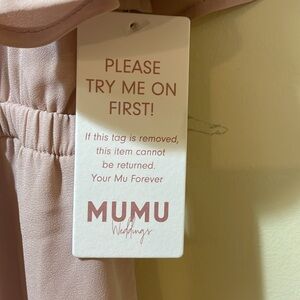 PLEASE
TRY ME ON
FIRST!
If this tag is removed,
this item cannot
be returned.
Your Mu Forever
MUMU
Weddings